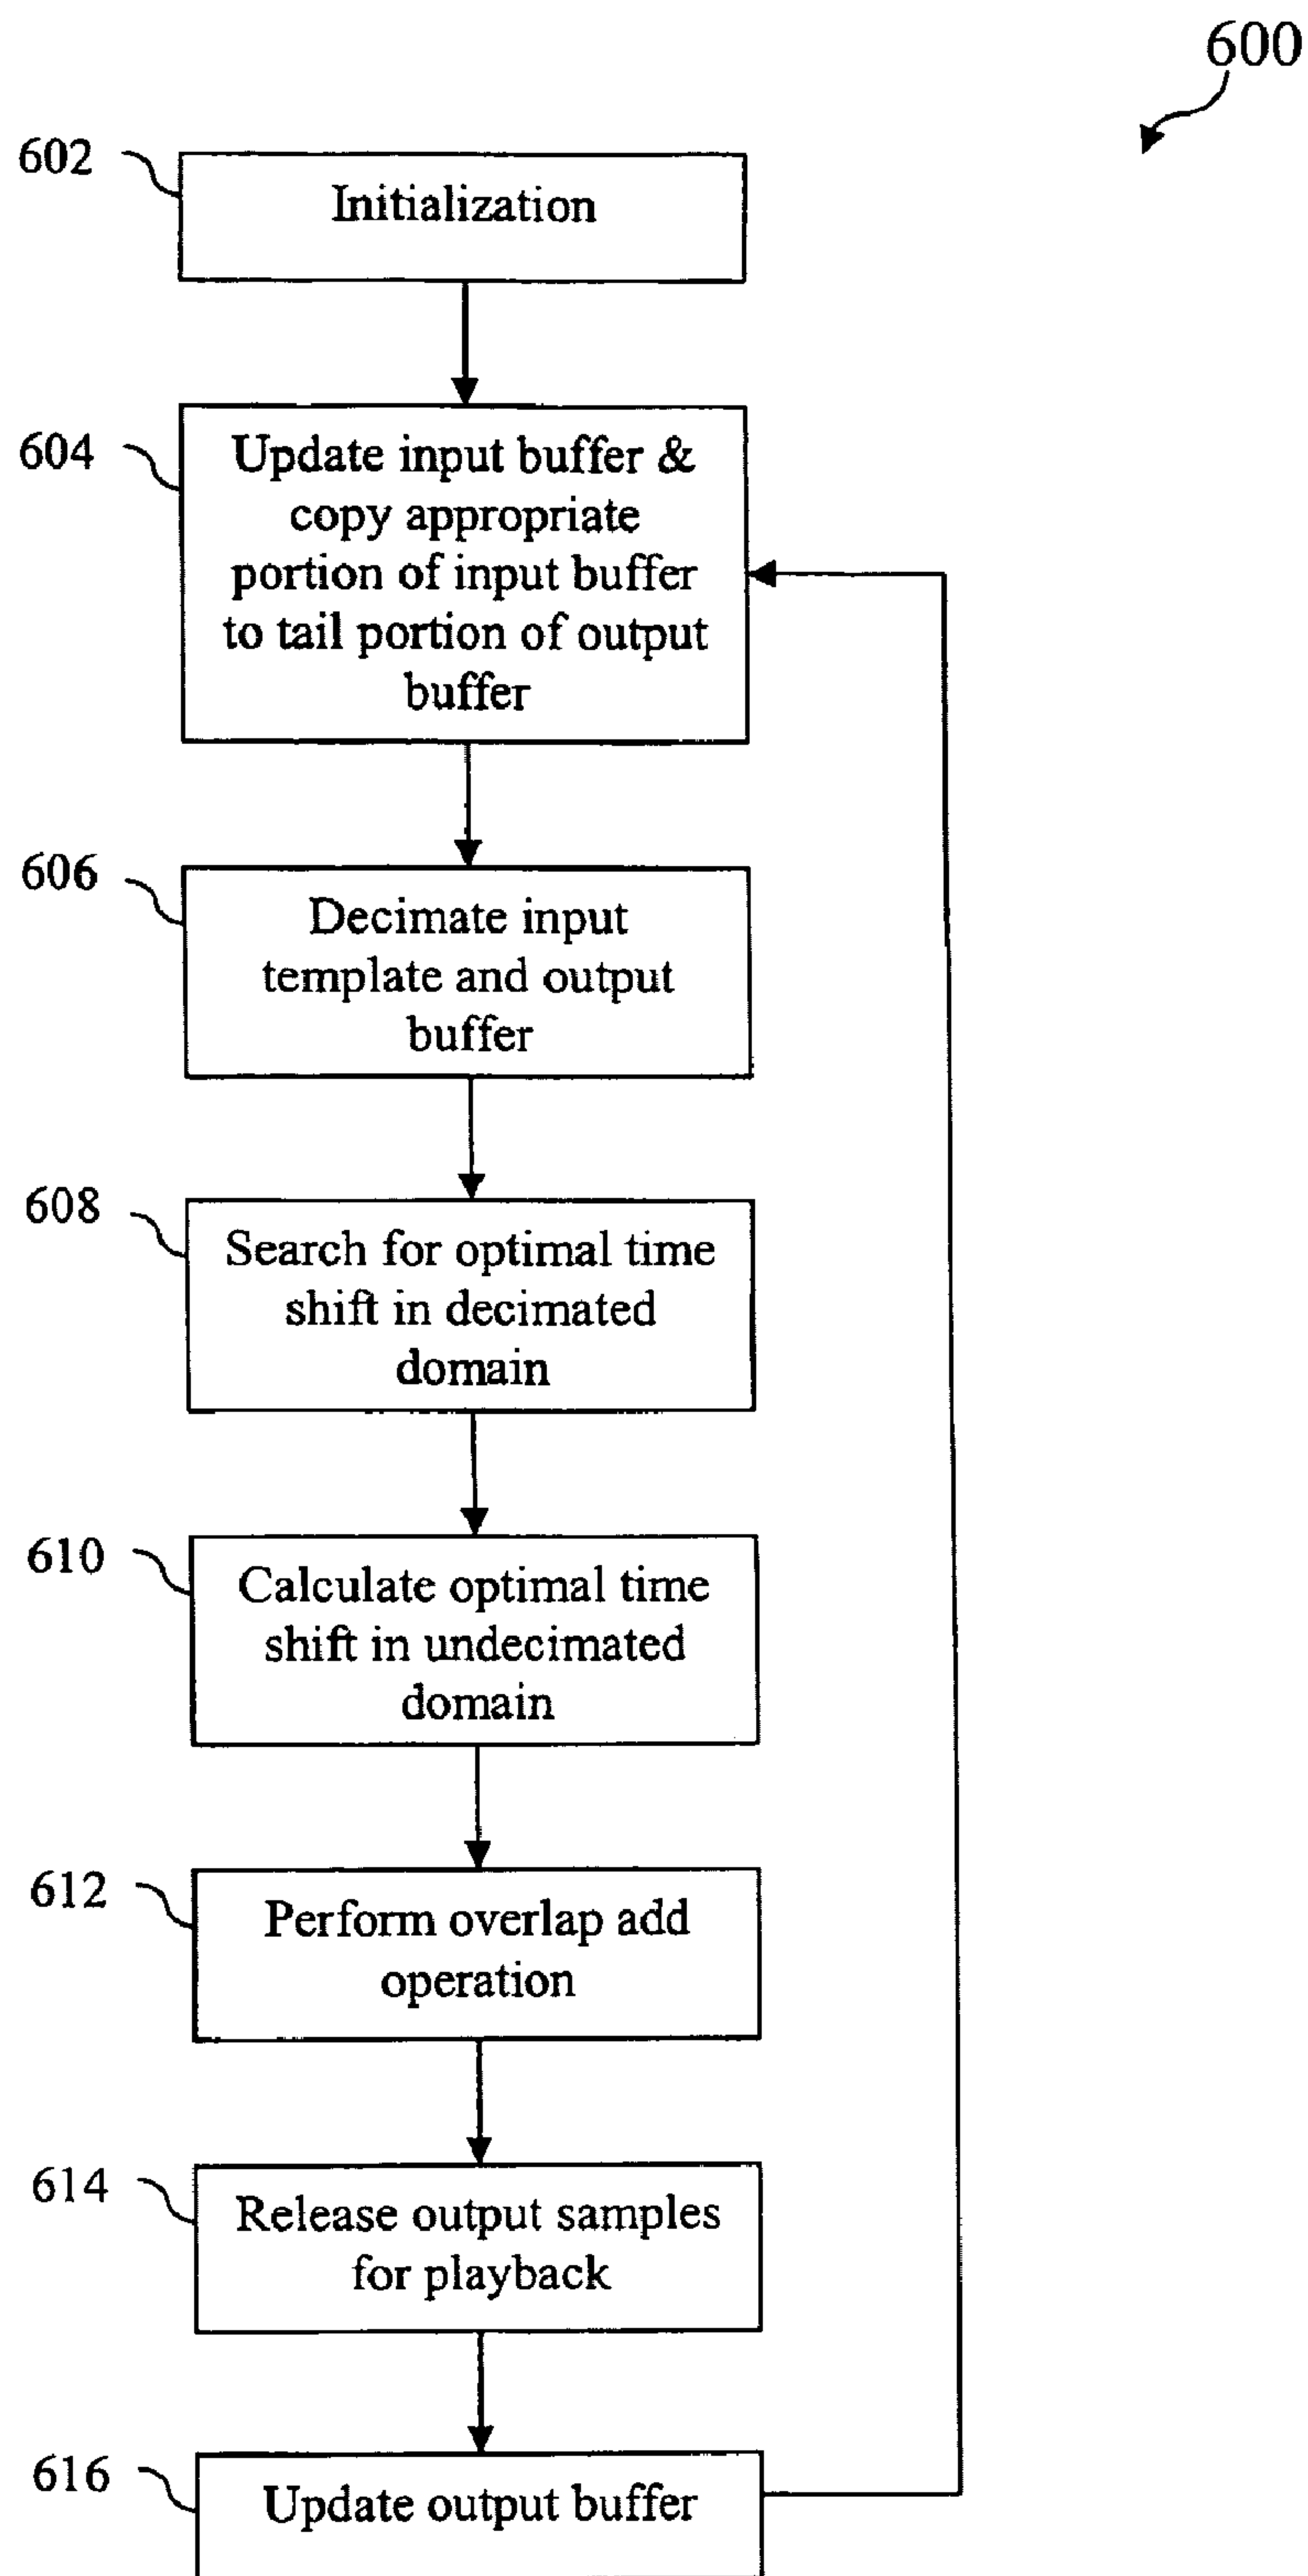 600
602
Initialization
604
Update input buffer &
copy appropriate
portion of input buffer
to tail portion of output
buffer
606
Decimate input
template and output
buffer
608
Search for optimal time
shift in decimated
domain
610
Calculate optimal time
shift in undecimated
domain
612
Perform overlap add
operation
614
Release output samples
for playback
616
Update output buffer